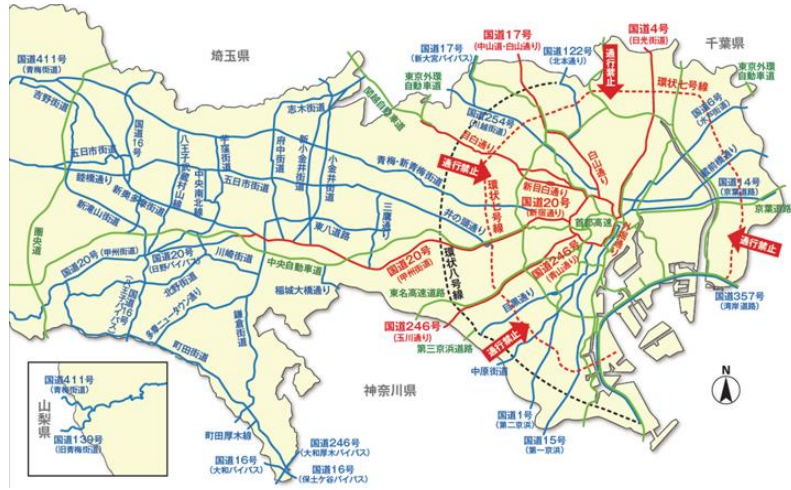 埼玉県
千葉県
神奈川県
山梨県
国道411号
(青梅街道)
吉野街道
国道16号
五日市街道
睦橋通り
新奥多摩街道
新滝山街道
圏央道
八王子武蔵村山線
中央南北線
芋窪街道
五日市街道
府中街道
新小金井街道
小金井街道
志木街道
関越自動車道
青梅・新青梅街道
井の頭通り
三鷹通り
東八道路
国道20号(甲州街道)
国道20号
(日野バイパス)
川崎街道
中央自動車道
稲城大橋通り
北野街道
国道16号
(八王子バイパス)
多摩ニュータウン通り
町田街道
鎌倉街道
町田厚木線
国道246号
(大和厚木バイパス)
国道16号
(大和バイパス)
国道16号
(保土ケ谷バイパス)
国道17号
(新大宮バイパス)
国道17号
(中山道・白山通り)
国道122号
(北本通り)
国道4号
(日光街道)
東京外環
自動車道
東京外環
自動車道
国道254号
(川越街道)
環状七号線
国道6号
(水戸街道)
蔵前橋通り
国道14号
(京葉道路)
京葉道路
目白通り
新目白通り
白山通り
国道20号
(新宿通り)
首都高速
外堀通り
環状七号線
環状八号線
国道20号
(甲州街道)
国道246号
(青山通り)
東名高速道路
国道246号
(玉川通り)
第三京浜道路
目黒通り
中原街道
国道1号
(第二京浜)
国道15号
(第一京浜)
国道357号
(湾岸道路)
通行禁止
通行禁止
通行禁止
通行禁止
N
国道411号
(青梅街道)
国道139号
(旧青梅街道)